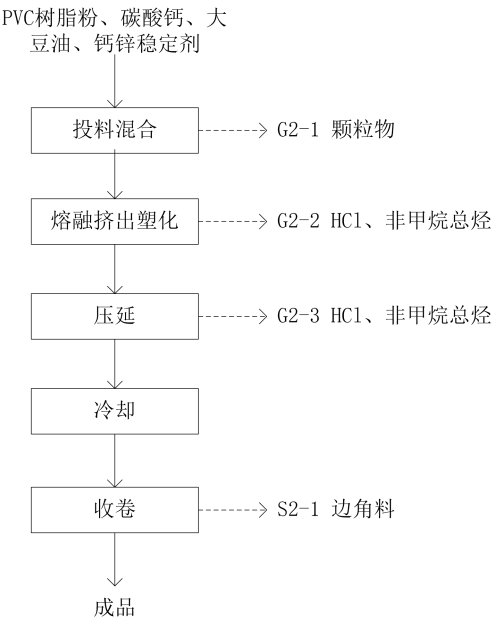 PVC树脂粉、碳酸钙、大
豆油、钙锌稳定剂
投料混合
G2-1 颗粒物
熔融挤出塑化
G2-2 HCl、非甲烷总烃
压延
G2-3 HCl、非甲烷总烃
冷却
收卷
S2-1 边角料
成品